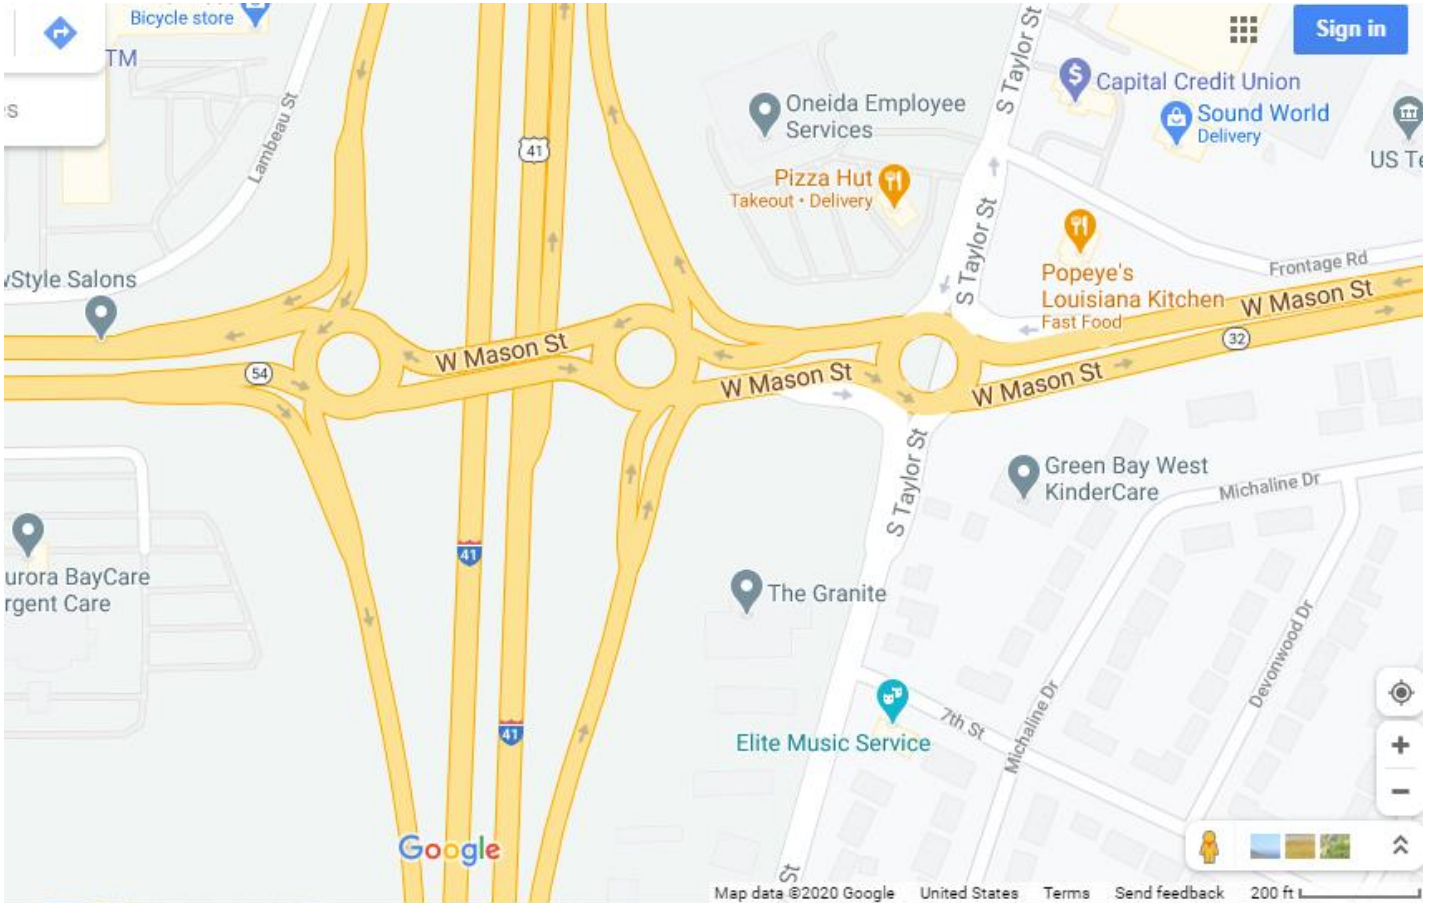 Bicycle store
TM
Sign in
Lambeau St
41
S Taylor St
Capital Credit Union
Oneida Employee
Services
Sound World
Delivery
US Te
Pizza Hut
Takeout • Delivery
S Taylor St
Frontage Rd
Style Salons
Popeye's
Louisiana Kitchen
Fast Food
W Mason St
W Mason St
32
54
W Mason St
W Mason St
S Taylor St
Green Bay West
KinderCare
Michaline Dr
41
urora BayCare
rgent Care
The Granite
Devonwood Dr
41
7th St
Michaline Dr
Elite Music Service
Google
St
Map data ©2020 Google United States Terms Send feedback 200 ft